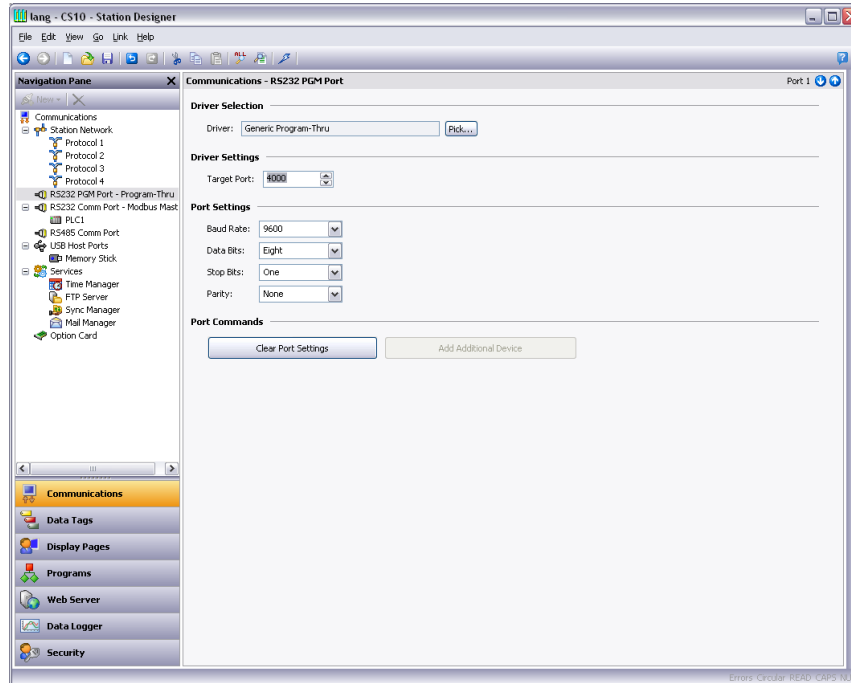 lang - CS10 - Station Designer
File Edit View Go Link Help
Navigation Pane
New
Communications
Station Network
Protocol 1
Protocol 2
Protocol 3
Protocol 4
RS232 PGM Port - Program-Thru
RS232 Comm Port - Modbus Mast
PLC1
RS485 Comm Port
USB Host Ports
Memory Stick
Services
Time Manager
FTP Server
Sync Manager
Mail Manager
Option Card
Communications
Data Tags
Display Pages
Programs
Web Server
Data Logger
Security
Communications - RS232 PGM Port
Port 1
Driver Selection
Driver: Generic Program-Thru Pick...
Driver Settings
Target Port: 4000
Port Settings
Baud Rate: 9600
Data Bits: Eight
Stop Bits: One
Parity: None
Port Commands
Clear Port Settings Add Additional Device
Errors Circular READ CAPS NU